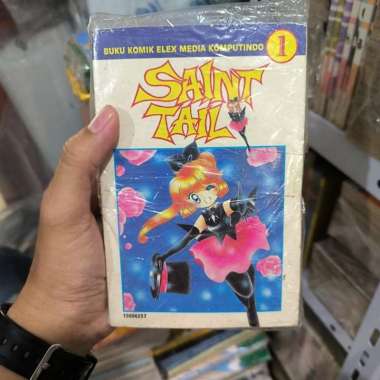 BUKU KOMIK ELEX MEDIA KOMPUTINDO
1
SAINT
TAIL